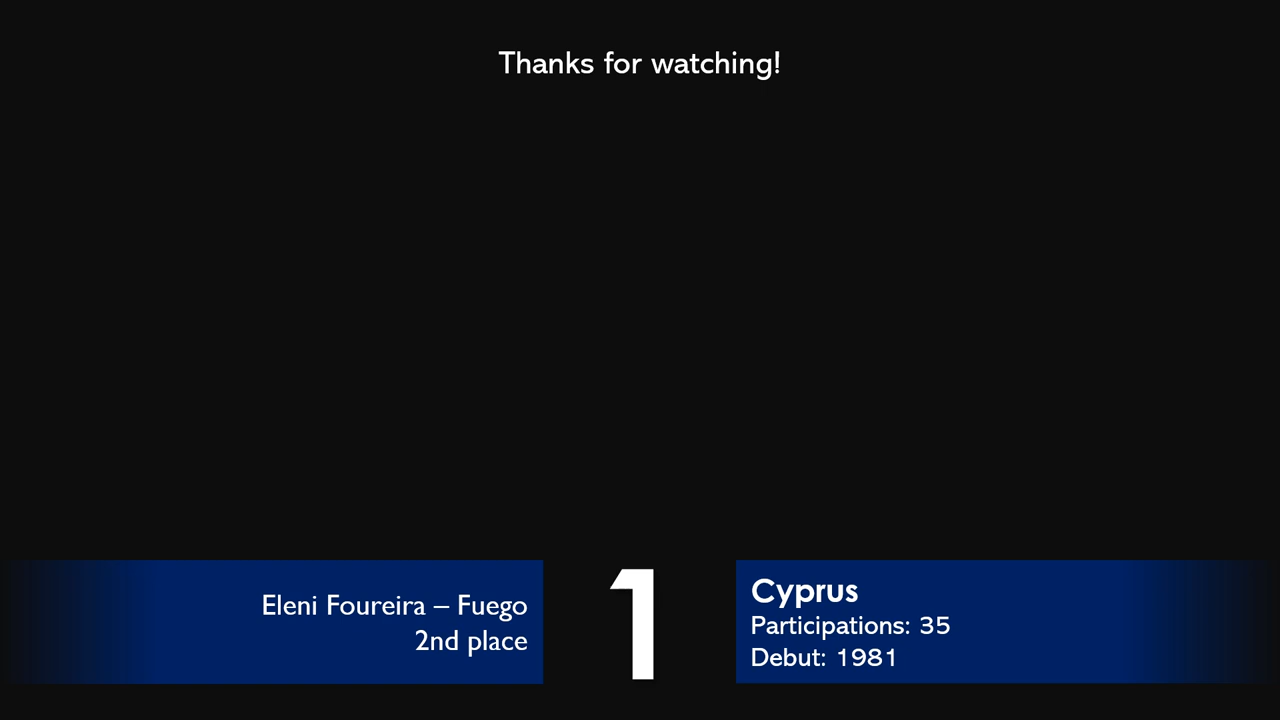 Thanks for watching!
Eleni Foureira – Fuego
2nd place
1
Cyprus
Participations: 35
Debut: 1981